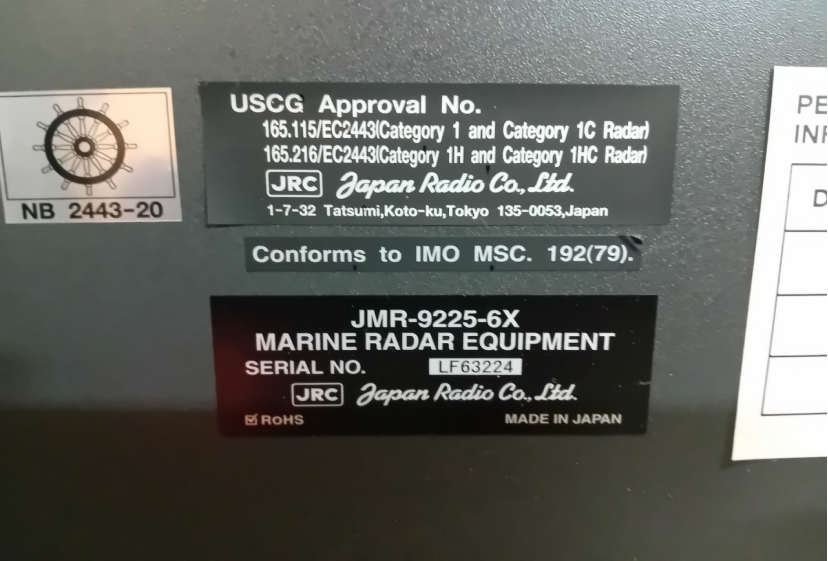 NB 2443-20
USCG Approval No.
165.115/EC2443(Category 1 and Category 1C Radar)
165.216/EC2443(Category 1H and Category 1HC Radar)
JRC Japan Radio Co., Ltd.
1-7-32 Tatsumi,Koto-ku,Tokyo 135-0053,Japan
Conforms to IMO MSC. 192(79).
JMR-9225-6X
MARINE RADAR EQUIPMENT
SERIAL NO. LF63224
JRC Japan Radio Co., Ltd.
☑ RoHS MADE IN JAPAN